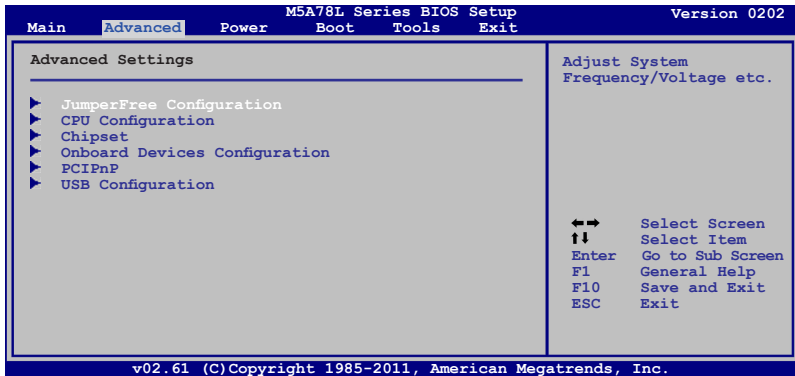 M5A78L Series BIOS Setup Version 0202
Main Advanced Power Boot Tools Exit
Advanced Settings
JumperFree Configuration
CPU Configuration
Chipset
Onboard Devices Configuration
PCIPnP
USB Configuration
Adjust System
Frequency/Voltage etc.
←→ Select Screen
↑↓ Select Item
Enter Go to Sub Screen
F1 General Help
F10 Save and Exit
ESC Exit
v02.61 (C)Copyright 1985-2011, American Megatrends, Inc.